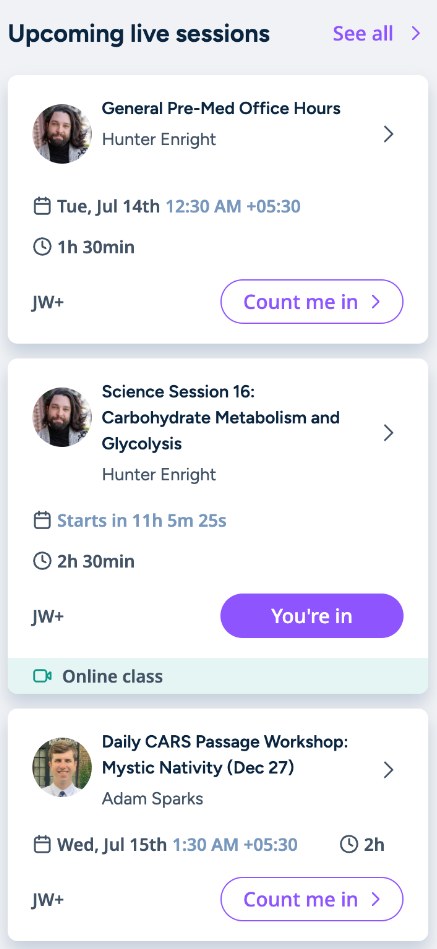 Upcoming live sessions See all
General Pre-Med Office Hours
Hunter Enright
Tue, Jul 14th 12:30 AM +05:30
1h 30min
JW+ Count me in
Science Session 16:
Carbohydrate Metabolism and
Glycolysis
Hunter Enright
Starts in 11h 5m 25s
2h 30min
JW+ You're in
Online class
Daily CARS Passage Workshop:
Mystic Nativity (Dec 27)
Adam Sparks
Wed, Jul 15th 1:30 AM +05:30 2h
JW+ Count me in